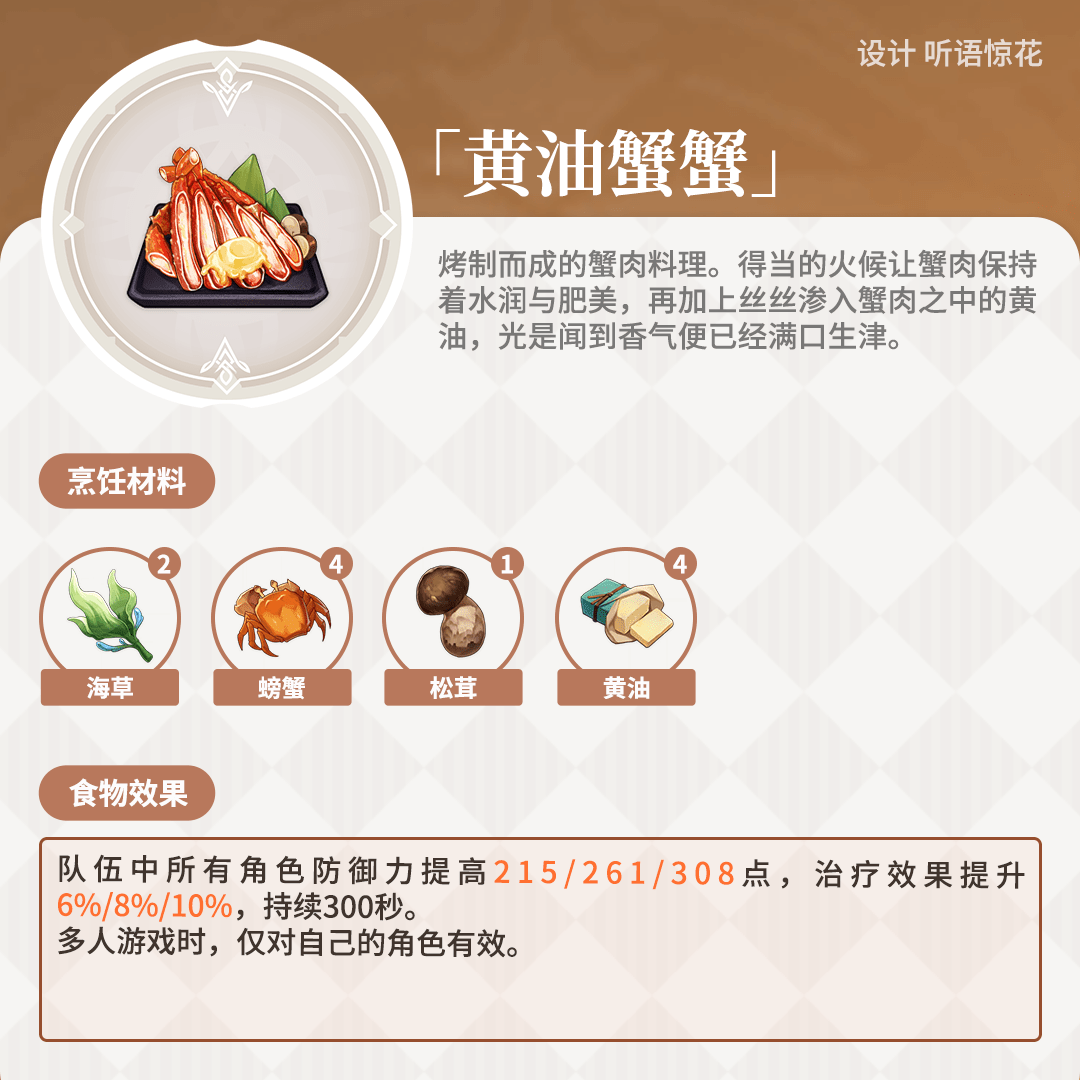 设计 听语惊花
「黄油蟹蟹」
烤制而成的蟹肉料理。得当的火候让蟹肉保持
着水润与肥美，再加上丝丝渗入蟹肉之中的黄
油，光是闻到香气便已经满口生津。
烹饪材料
2
4
1
4
海草
螃蟹
松茸
黄油
食物效果
队伍中所有角色防御力提高215/261/308点，治疗效果提升
6%/8%/10%，持续300秒。
多人游戏时，仅对自己的角色有效。